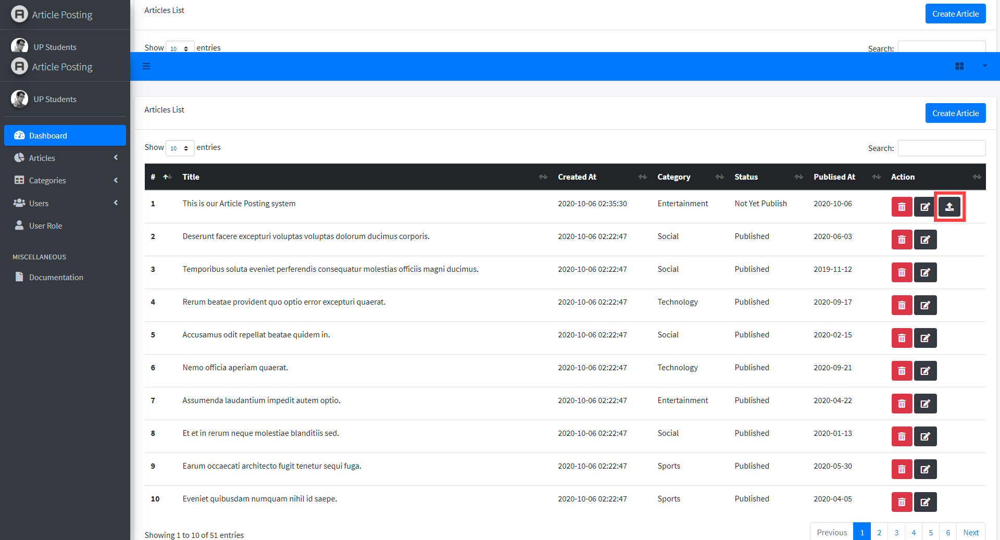 Article Posting
Articles List
Create Article
UP Students
Show 10 entries
Search:
Article Posting
UP Students
Articles List
Create Article
Dashboard
Show 10 entries
Search:
Articles
Categories
Users
User Role
MISCELLANEOUS
Documentation
# Title Created At Category Status Publised At Action
1 This is our Article Posting system 2020-10-06 02:35:30 Entertainment Not Yet Publish 2020-10-06
2 Deserunt facere excepturi voluptas voluptas dolorum ducimus corporis. 2020-10-06 02:22:47 Social Published 2020-06-03
3 Temporibus soluta eveniet perferendis consequatur molestias officiis magni ducimus. 2020-10-06 02:22:47 Social Published 2019-11-12
4 Rerum beatae provident quo optio error excepturi quaerat. 2020-10-06 02:22:47 Technology Published 2020-09-17
5 Accusamus odit repellat beatae quidem in. 2020-10-06 02:22:47 Social Published 2020-02-15
6 Nemo officia aperiam quaerat. 2020-10-06 02:22:47 Technology Published 2020-09-21
7 Assumenda laudantium impedit autem optio. 2020-10-06 02:22:47 Entertainment Published 2020-04-22
8 Et et in rerum neque molestiae blanditiis sed. 2020-10-06 02:22:47 Social Published 2020-01-13
9 Earum occaecati architecto fugit tenetur sequi fuga. 2020-10-06 02:22:47 Sports Published 2020-05-30
10 Eveniet quibusdam numquam nihil id saepe. 2020-10-06 02:22:47 Sports Published 2020-04-05
Showing 1 to 10 of 51 entries
Previous 1 2 3 4 5 6 Next